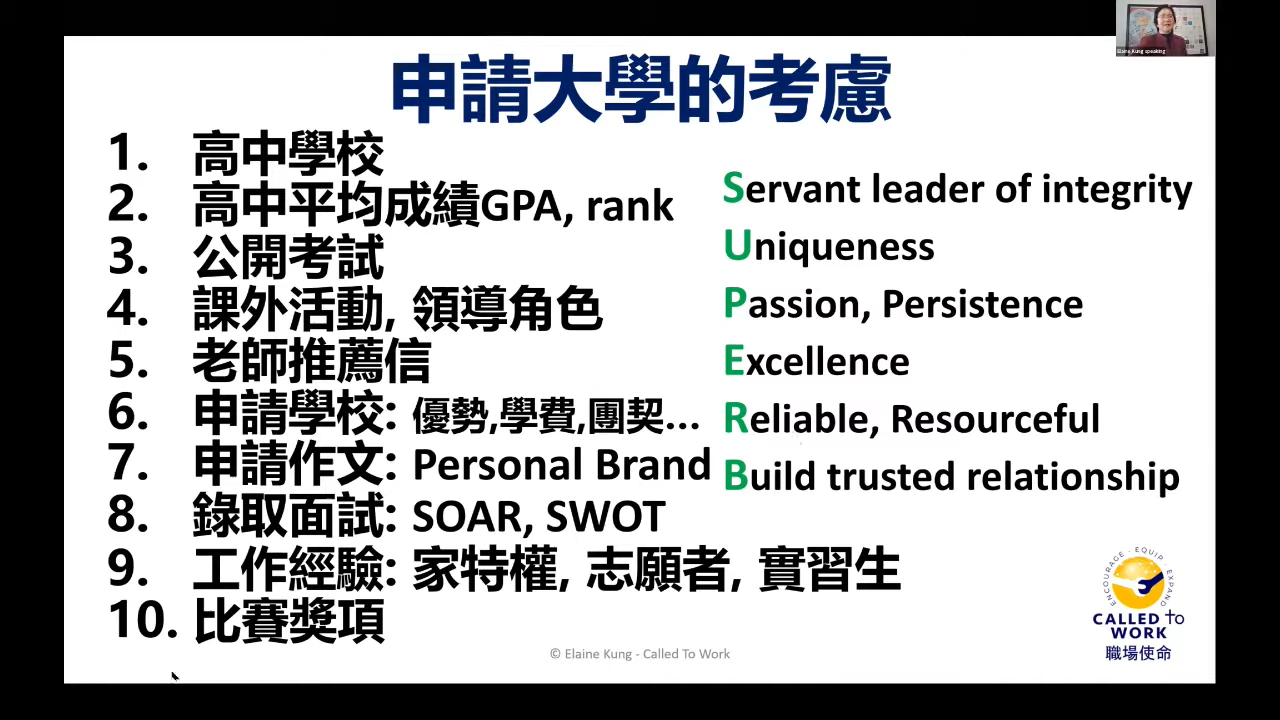 申請大學的考慮
1. 高中學校
2. 高中平均成績GPA, rank
3. 公開考試
4. 課外活動, 領導角色
5. 老師推薦信
6. 申請學校: 優勢,學費,團契...
7. 申請作文: Personal Brand
8. 錄取面試: SOAR, SWOT
9. 工作經驗: 家特權, 志願者, 實習生
10. 比賽獎項
Servant leader of integrity
Uniqueness
Passion, Persistence
Excellence
Reliable, Resourceful
Build trusted relationship
© Elaine Kung - Called To Work
ENCOURAGE · EQUIP EXPAND
CALLED to
WORK
職場使命
Elaine Kung speaking